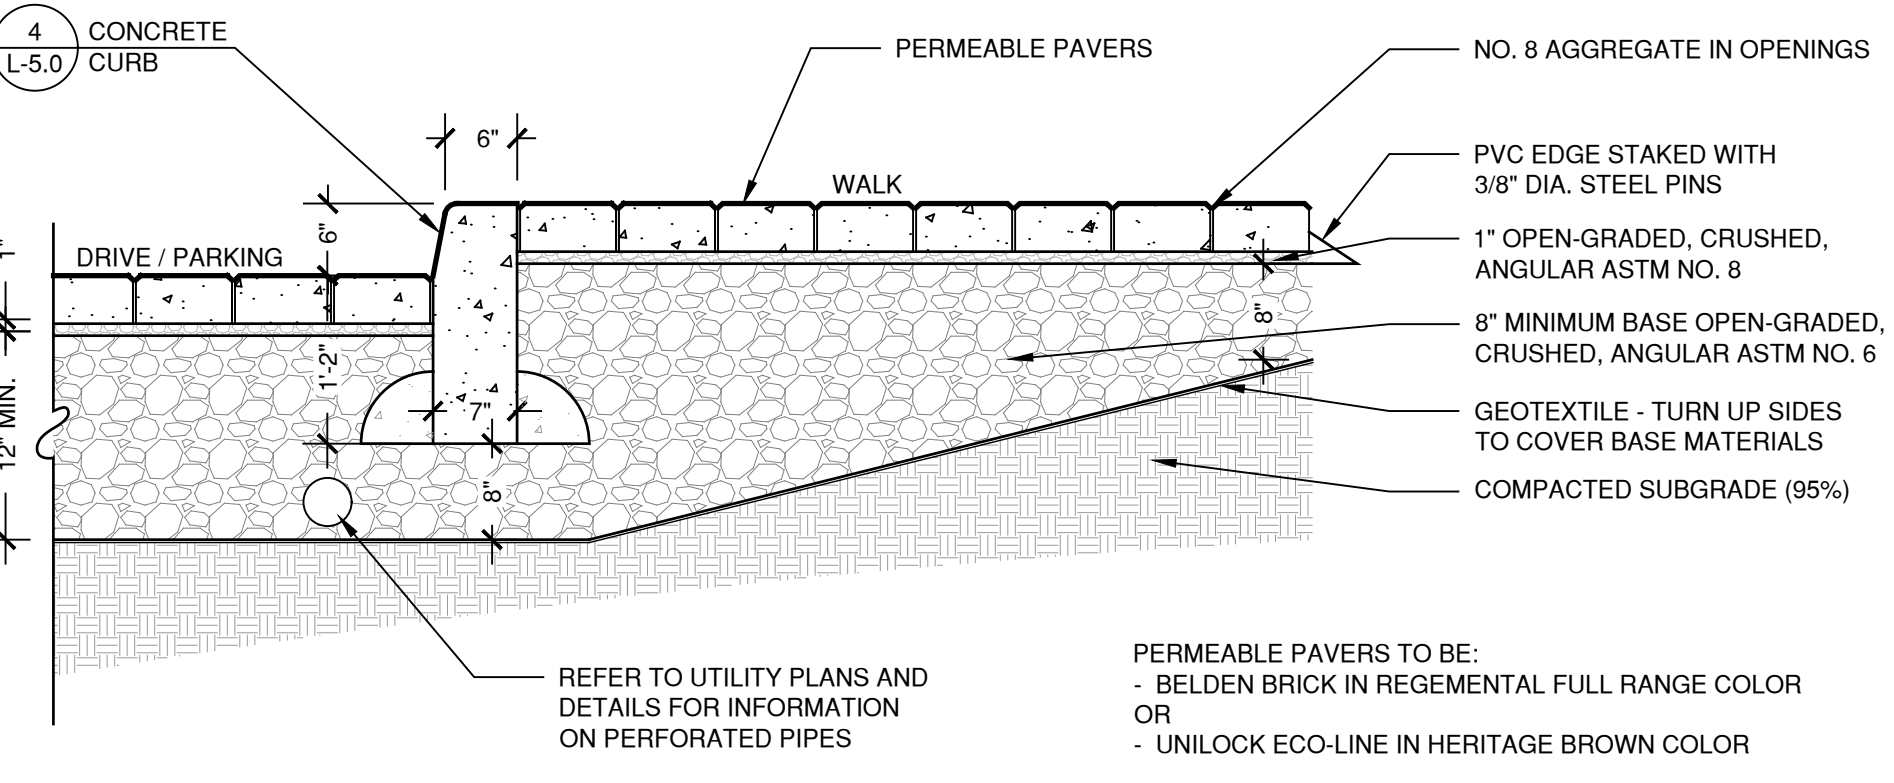 4
L-5.0
CONCRETE
CURB
PERMEABLE PAVERS
NO. 8 AGGREGATE IN OPENINGS
6"
PVC EDGE STAKED WITH
3/8" DIA. STEEL PINS
WALK
6"
1"
DRIVE / PARKING
1" OPEN-GRADED, CRUSHED,
ANGULAR ASTM NO. 8
8"
8" MINIMUM BASE OPEN-GRADED,
CRUSHED, ANGULAR ASTM NO. 6
1'-2"
12" MIN.
7"
GEOTEXTILE - TURN UP SIDES
TO COVER BASE MATERIALS
8"
COMPACTED SUBGRADE (95%)
REFER TO UTILITY PLANS AND
DETAILS FOR INFORMATION
ON PERFORATED PIPES
PERMEABLE PAVERS TO BE:
- BELDEN BRICK IN REGEMENTAL FULL RANGE COLOR
OR
- UNILOCK ECO-LINE IN HERITAGE BROWN COLOR